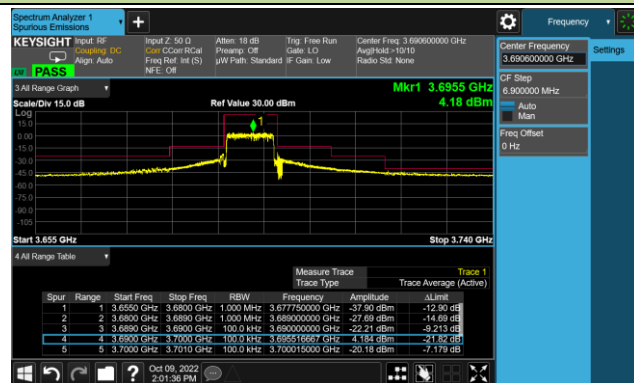 Spectrum Analyzer 1
Spurious Emissions
+
Frequency
KEYSIGHT
Input: RF
Coupling: DC
Align: Auto
Input Z: 50 Ω
Corr CCorr RCal
Freq Ref: Int (S)
NFE: Off
Atten: 18 dB
Preamp: Off
µW Path: Standard
Trig: Free Run
Gate: LO
IF Gain: Low
Center Freq: 3.690600000 GHz
Avg|Hold:>10/10
Radio Std: None
PASS
Center Frequency
3.690600000 GHz
Settings
CF Step
6.900000 MHz
Auto
Man
Freq Offset
0 Hz
3 All Range Graph
Mkr1 3.6955 GHz
4.18 dBm
Scale/Div 15.0 dB
Ref Value 30.00 dBm
Log
15.0
0.00
-15.0
-30.0
-45.0
-60.0
-75.0
-90.0
-105
1
Start 3.655 GHz
Stop 3.740 GHz
4 All Range Table
Measure Trace Trace 1
Trace Type Trace Average (Active)
Spur Range Start Freq Stop Freq RBW Frequency Amplitude ΔLimit
1 1 3.6550 GHz 3.6800 GHz 1.000 MHz 3.677750000 GHz -37.90 dBm -12.90 dB
2 2 3.6800 GHz 3.6890 GHz 1.000 MHz 3.689000000 GHz -27.69 dBm -14.69 dB
3 3 3.6890 GHz 3.6900 GHz 100.0 kHz 3.690000000 GHz -22.21 dBm -9.213 dB
4 4 3.6900 GHz 3.7000 GHz 100.0 kHz 3.695516667 GHz 4.184 dBm -21.82 dB
5 5 3.7000 GHz 3.7010 GHz 100.0 kHz 3.700015000 GHz -20.18 dBm -7.179 dB
?
Oct 09, 2022
2:01:36 PM